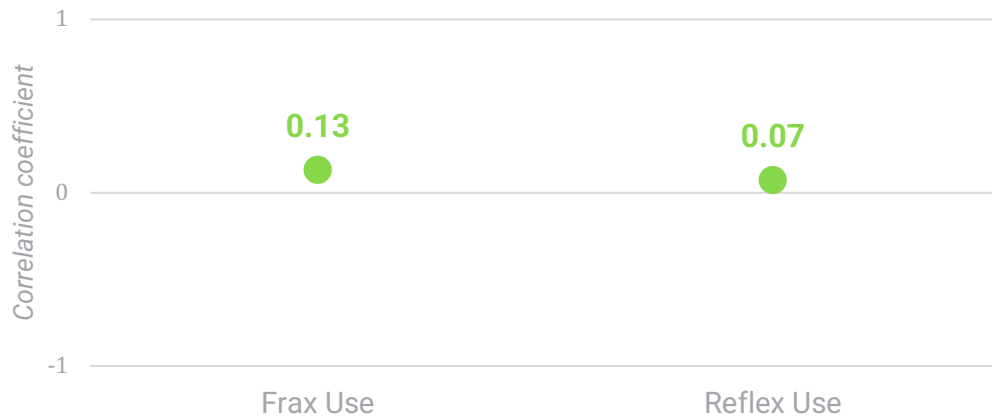 1
Correlation coefficient
0.13
0.07
0
-1
Frax Use
Reflex Use